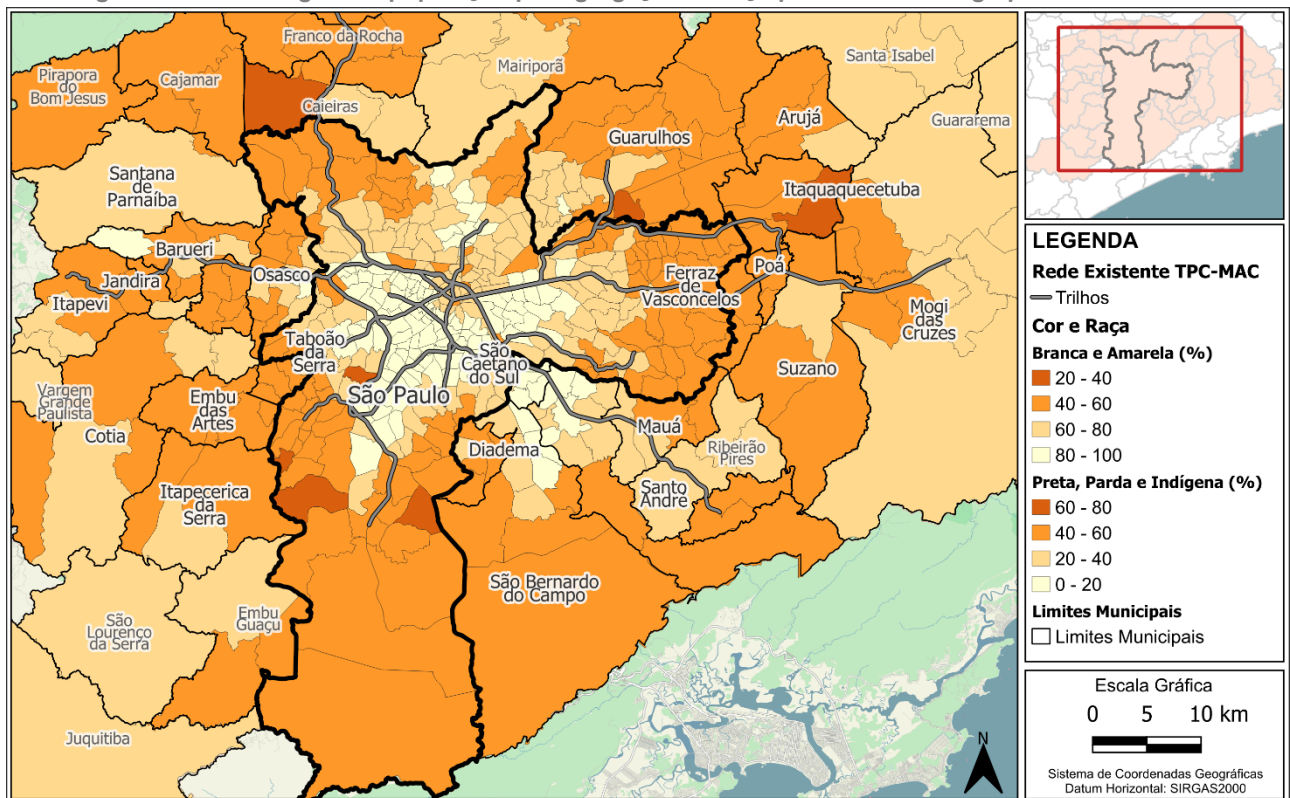 Franco da Rocha
Mairiporã
Santa Isabel
Pirapora
do
Bom Jesus
Cajamar
Caieiras
Guarulhos
Arujá
Guararema
Santana
de
Parnaíba
Itaquaquecetuba
Barueri
Jandira
Itapevi
Osasco
Ferraz
de
Vasconcelos
Poá
Mogi
das
Cruzes
Taboão
da
Serra
São
Caetano
do Sul
São Paulo
Suzano
Vargem
Grande
Paulista
Cotia
Embu
das
Artes
Diadema
Mauá
Ribeirão
Pires
Itapecerica
da
Serra
Santo
André
São Bernardo
do Campo
Embu
Guaçu
São
Lourenço
da Serra
Juquitiba
N
LEGENDA
Rede Existente TPC-MAC
Trilhos
Cor e Raça
Branca e Amarela (%)
20 - 40
40 - 60
60 - 80
80 - 100
Preta, Parda e Indígena (%)
60 - 80
40 - 60
20 - 40
0 - 20
Limites Municipais
Limites Municipais
Escala Gráfica
0 5 10 km
Sistema de Coordenadas Geográficas
Datum Horizontal: SIRGAS2000